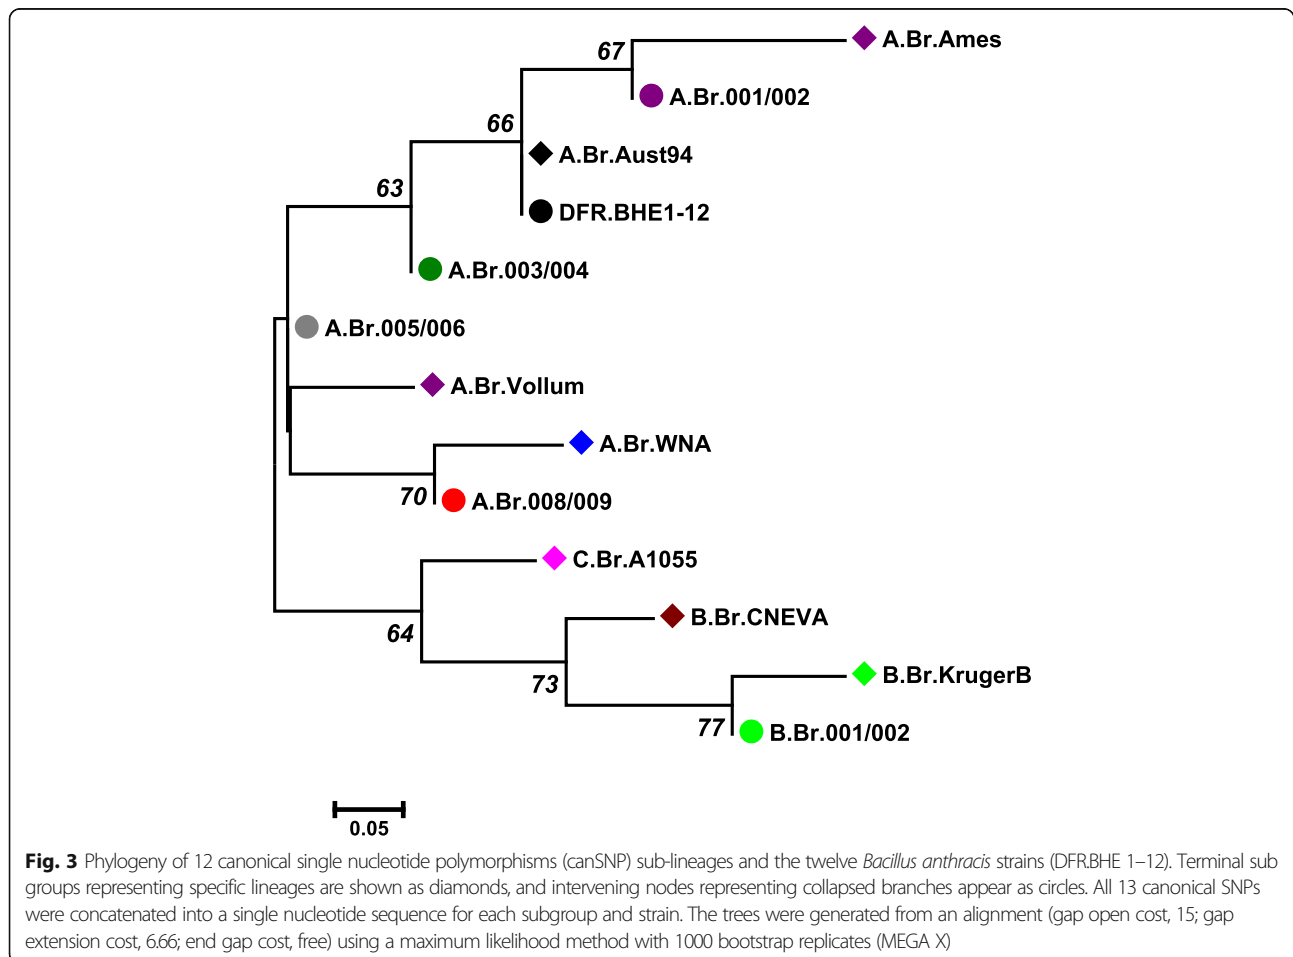 67
A.Br.Ames
A.Br.001/002
66
A.Br.Aust94
63
DFR.BHE1-12
A.Br.003/004
A.Br.005/006
A.Br.Vollum
A.Br.WNA
70
A.Br.008/009
C.Br.A1055
B.Br.CNEVA
64
B.Br.KrugerB
73
77
B.Br.001/002
0.05
Fig. 3 Phylogeny of 12 canonical single nucleotide polymorphisms (canSNP) sub-lineages and the twelve Bacillus anthracis strains (DFR.BHE 1–12). Terminal sub
groups representing specific lineages are shown as diamonds, and intervening nodes representing collapsed branches appear as circles. All 13 canonical SNPs
were concatenated into a single nucleotide sequence for each subgroup and strain. The trees were generated from an alignment (gap open cost, 15; gap
extension cost, 6.66; end gap cost, free) using a maximum likelihood method with 1000 bootstrap replicates (MEGA X)